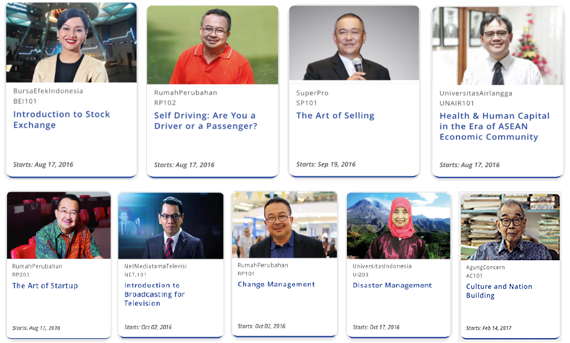 BursaEfekIndonesia
BEI101
Introduction to Stock
Exchange
Starts: Aug 17, 2016
RumahPerubahan
RP102
Self Driving: Are You a
Driver or a Passenger?
Starts: Aug 17, 2016
SuperPro
SP101
The Art of Selling
Starts: Sep 19, 2016
UniversitasAirlangga
UNAIR101
Health & Human Capital
in the Era of ASEAN
Economic Community
Starts: Aug 17, 2016
RumahPerubahan
RP203
The Art of Startup
Starts: Aug 17, 2016
NetMediatamaTelevisi
NET.101
Introduction to
Broadcasting for
Television
Starts: Oct 02, 2016
RumahPerubahan
RP101
Change Management
Starts: Oct 02, 2016
UniversitasIndonesia
UI203
Disaster Management
Starts: Oct 17, 2016
AgungConcern
AC101
Culture and Nation
Building
Starts: Feb 14, 2017